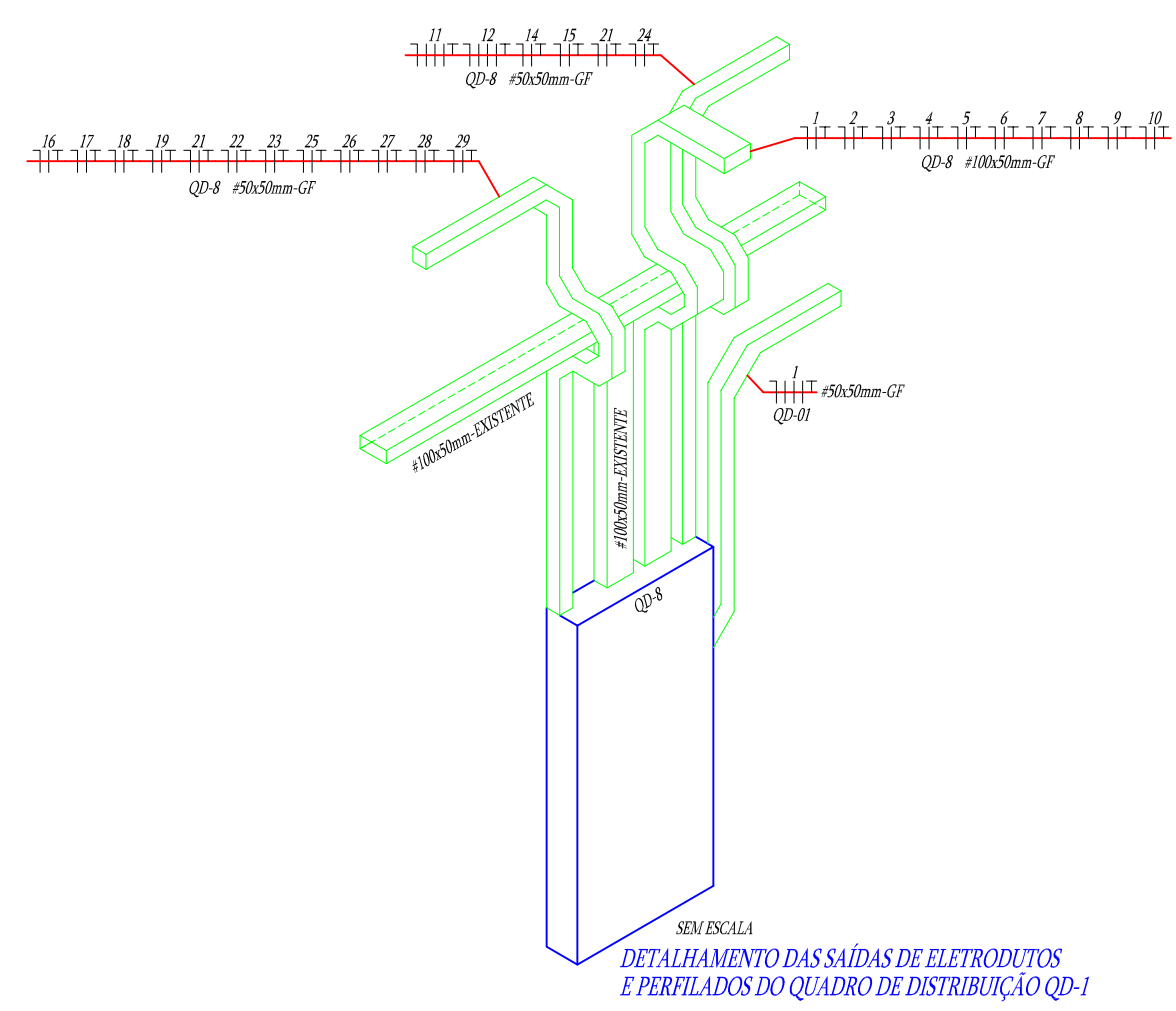 11 12 14 15 21 24
QD-8 #50x50mm-GF
1 2 3 4 5 6 7 8 9 10
QD-8 #100x50mm-GF
16 17 18 19 21 22 23 25 26 27 28 29
QD-8 #50x50mm-GF
1
#50x50mm-GF
QD-01
#100x50mm-EXISTENTE
#100x50mm-EXISTENTE
QD-8
SEM ESCALA
DETALHAMENTO DAS SAÍDAS DE ELETRODUTOS
E PERFILADOS DO QUADRO DE DISTRIBUIÇÃO QD-1